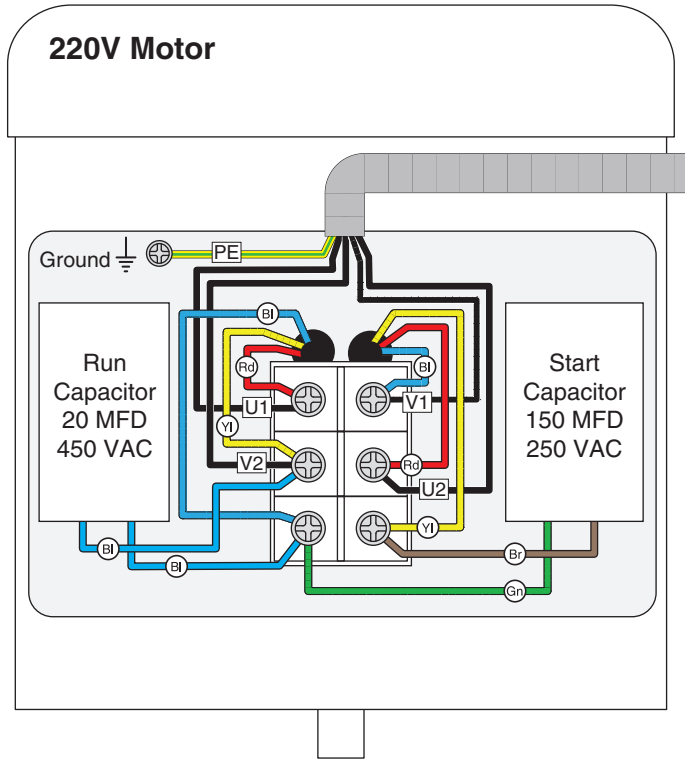 220V Motor
Ground
PE
Run
Capacitor
20 MFD
450 VAC
Start
Capacitor
150 MFD
250 VAC
Bl
Rd
Yl
U1
V2
Bl
V1
Rd
U2
Yl
Bl
Bl
Br
Gn